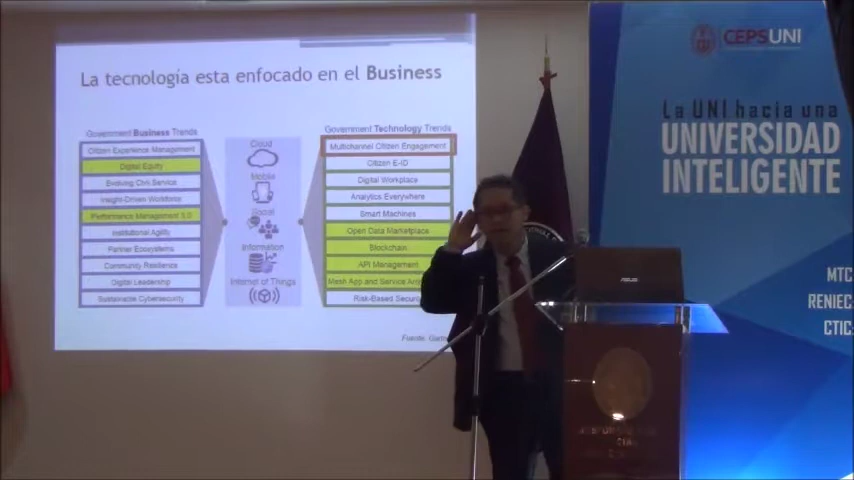 La tecnología esta enfocado en el Business
Government Business Trends
Citizen Experience Management
Digital Equity
Evolving Civil Service
Insight-Driven Workforce
Performance Management 3.0
Institutional Agility
Partner Ecosystems
Community Resilience
Digital Leadership
Sustainable Cybersecurity
Cloud
Mobile
Social
Information
Internet of Things
Government Technology Trends
Multichannel Citizen Engagement
Citizen E-ID
Digital Workplace
Analytics Everywhere
Smart Machines
Open Data Marketplace
Blockchain
API Management
Mesh App and Service
Risk-Based
Fuente:
CEPSUNI
La UNI hacia una
UNIVERSIDAD
INTELIGENTE
MTC
RENIEC
CTIC
ASUS